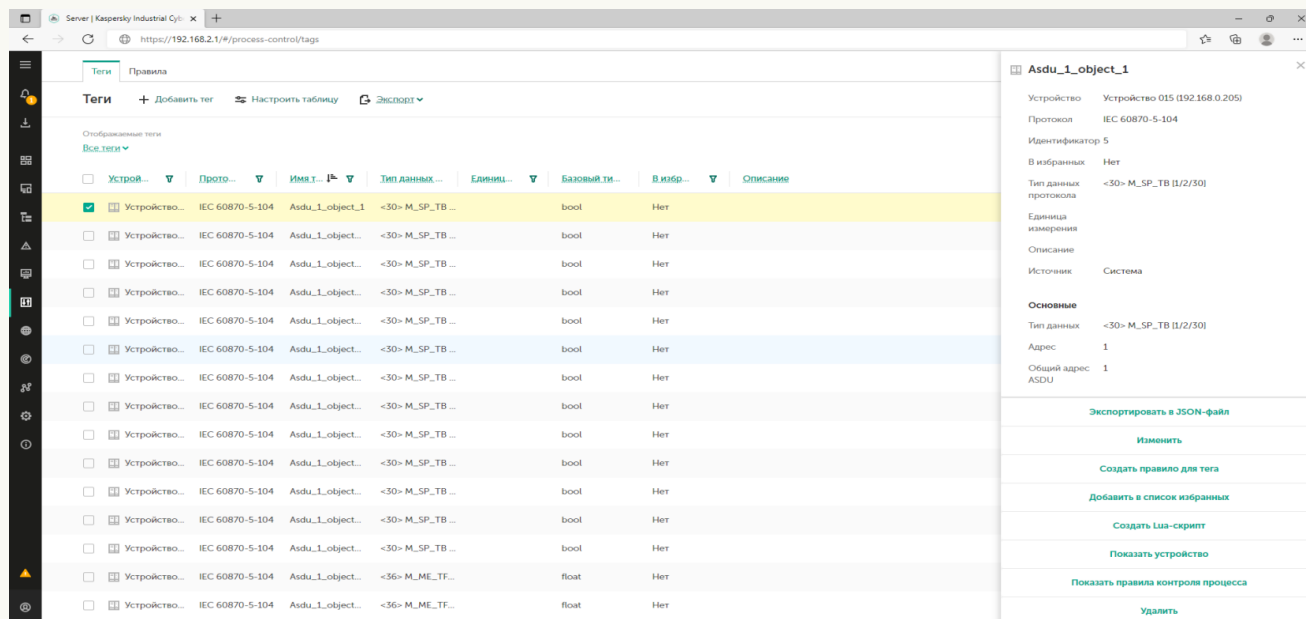 Server | Kaspersky Industrial Cyb
https://192.168.2.1/#/process-control/tags
Теги Правила
Теги + Добавить тег Настроить таблицу Экспорт
Отображаемые теги
Все теги
Устрой... Прото... Имя т... Тип данных ... Единиц... Базовый ти... В избр... Описание
Устройство... IEC 60870-5-104 Asdu_1_object_1 <30> M_SP_TB ... bool Нет
Устройство... IEC 60870-5-104 Asdu_1_object... <30> M_SP_TB ... bool Нет
Устройство... IEC 60870-5-104 Asdu_1_object... <30> M_SP_TB ... bool Нет
Устройство... IEC 60870-5-104 Asdu_1_object... <30> M_SP_TB ... bool Нет
Устройство... IEC 60870-5-104 Asdu_1_object... <30> M_SP_TB ... bool Нет
Устройство... IEC 60870-5-104 Asdu_1_object... <30> M_SP_TB ... bool Нет
Устройство... IEC 60870-5-104 Asdu_1_object... <30> M_SP_TB ... bool Нет
Устройство... IEC 60870-5-104 Asdu_1_object... <30> M_SP_TB ... bool Нет
Устройство... IEC 60870-5-104 Asdu_1_object... <30> M_SP_TB ... bool Нет
Устройство... IEC 60870-5-104 Asdu_1_object... <30> M_SP_TB ... bool Нет
Устройство... IEC 60870-5-104 Asdu_1_object... <30> M_SP_TB ... bool Нет
Устройство... IEC 60870-5-104 Asdu_1_object... <30> M_SP_TB ... bool Нет
Устройство... IEC 60870-5-104 Asdu_1_object... <30> M_SP_TB ... bool Нет
Устройство... IEC 60870-5-104 Asdu_1_object... <36> M_ME_TF... float Нет
Устройство... IEC 60870-5-104 Asdu_1_object... <36> M_ME_TF... float Нет
Asdu_1_object_1
Устройство Устройство 015 (192.168.0.205)
Протокол IEC 60870-5-104
Идентификатор 5
В избранных Нет
Тип данных <30> M_SP_TB [1/2/30]
протокола
Единица
измерения
Описание
Источник Система
Основные
Тип данных <30> M_SP_TB [1/2/30]
Адрес 1
Общий адрес 1
ASDU
Экспортировать в JSON-файл
Изменить
Создать правило для тега
Добавить в список избранных
Создать Lua-скрипт
Показать устройство
Показать правила контроля процесса
Удалить